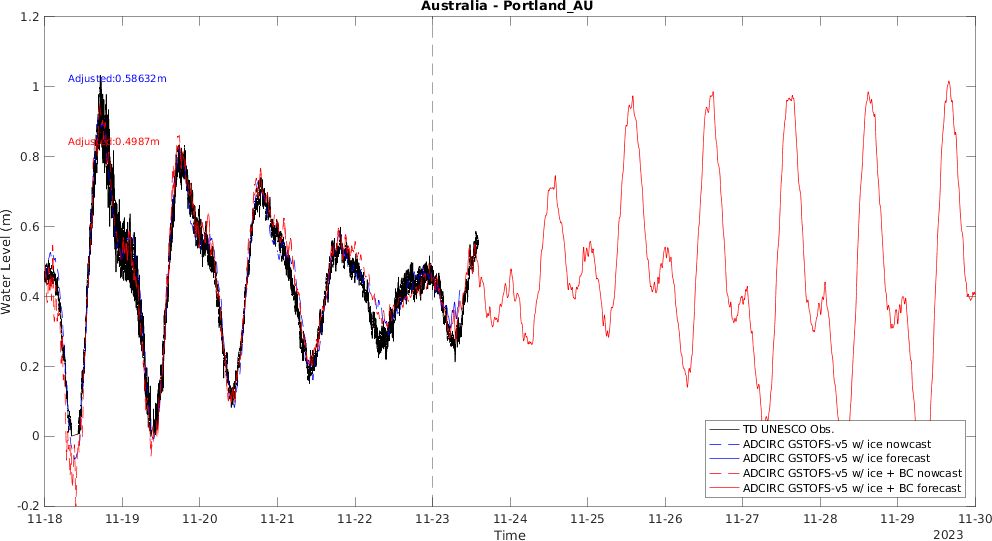 Australia - Portland_AU
1.2
1
0.8
0.6
0.4
0.2
0
-0.2
Water Level (m)
Adjusted:0.58632m
Adjusted:0.4987m
TD UNESCO Obs.
ADCIRC GSTOFS-v5 w/ ice nowcast
ADCIRC GSTOFS-v5 w/ ice forecast
ADCIRC GSTOFS-v5 w/ ice + BC nowcast
ADCIRC GSTOFS-v5 w/ ice + BC forecast
11-18 11-19 11-20 11-21 11-22 11-23 11-24 11-25 11-26 11-27 11-28 11-29 11-30
Time
2023